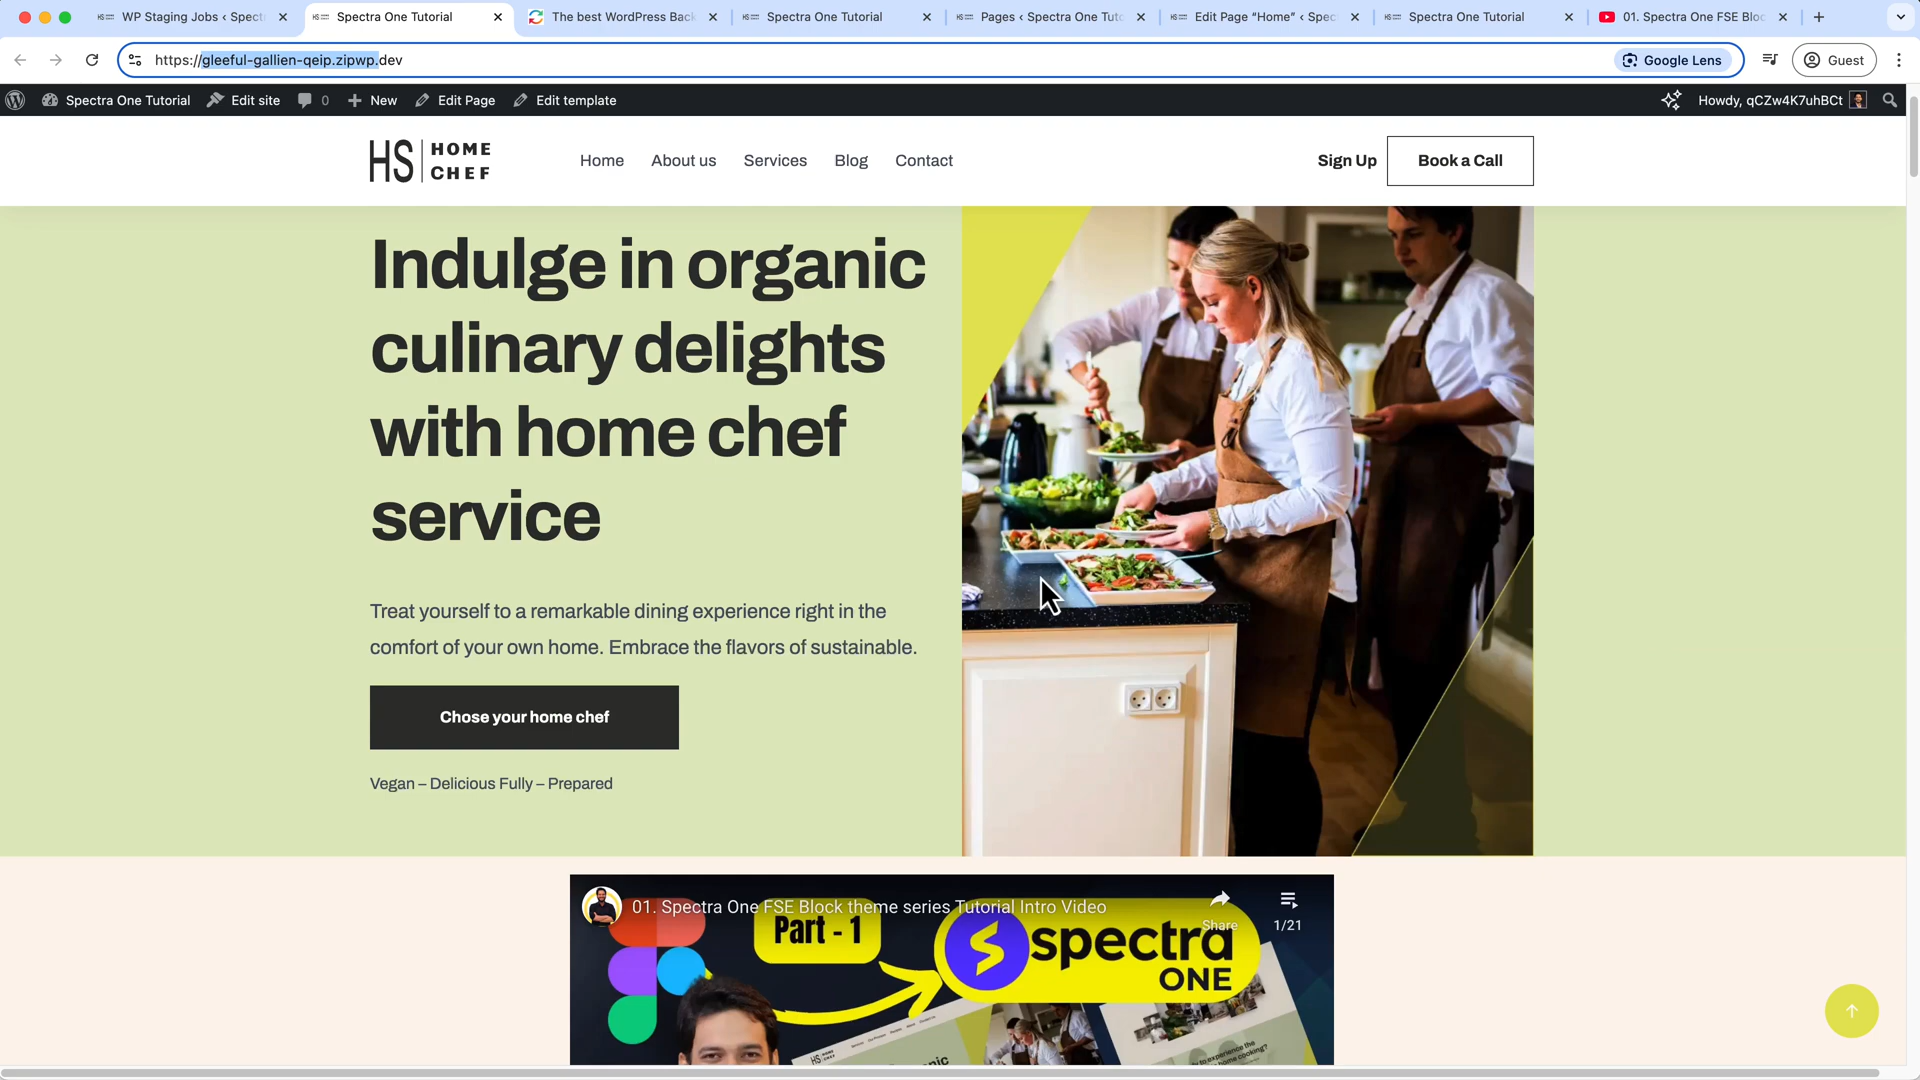 WP Staging Jobs ‹ Spect
Spectra One Tutorial
The best WordPress Back
Spectra One Tutorial
Pages ‹ Spectra One Tuto
Edit Page “Home” ‹ Spec
Spectra One Tutorial
01. Spectra One FSE Bloc
https://gleeful-gallien-qeip.zipwp.dev
Google Lens
Guest
Spectra One Tutorial
Edit site
0
New
Edit Page
Edit template
Howdy, qCZw4K7uhBCt
HS HOME CHEF
Home
About us
Services
Blog
Contact
Sign Up
Book a Call
Indulge in organic
culinary delights
with home chef
service
Treat yourself to a remarkable dining experience right in the
comfort of your own home. Embrace the flavors of sustainable.
Chose your home chef
Vegan – Delicious Fully – Prepared
01. Spectra One FSE Block theme series Tutorial Intro Video
Share
1/21
Part - 1
spectra
ONE